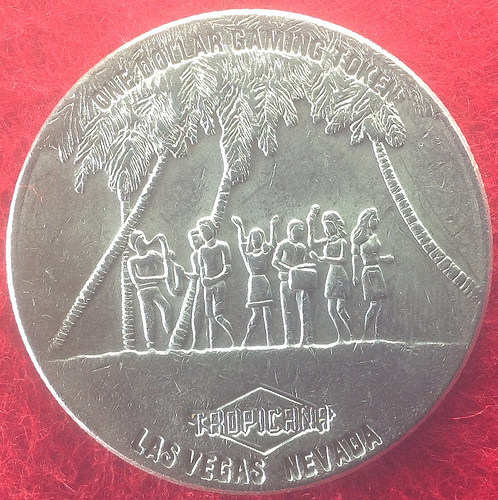 ONE DOLLAR GAMING TOKEN
TROPICANA
LAS VEGAS NEVADA